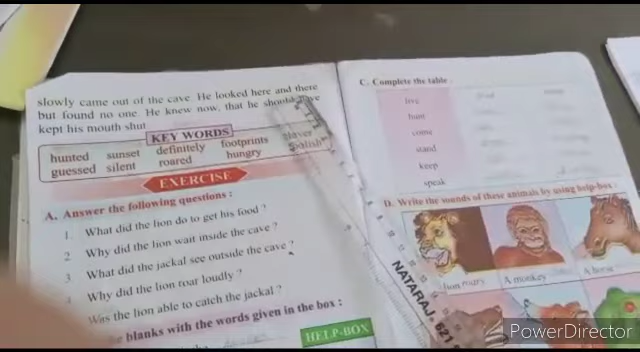 slowly came out of the cave. He looked here and there
but found no one. He knew now, that he should
kept his mouth shut
KEY WORDS
hunted sunset definitely footprints
guessed silent roared hungry
EXERCISE
A. Answer the following questions :
1. What did the lion do to get his food ?
2 Why did the lion wait inside the cave ?
3 What did the jackal see outside the cave ?
Why did the lion roar loudly ?
Was the lion able to catch the jackal ?
blanks with the words given in the box :
HELP-BOX
C. Complete the table
live
hunt
come
stand
keep
speak
D. Write the sounds of these animals by using help-box :
lion roars
A monkey
A horse
NATARAJ 621
PowerDirector